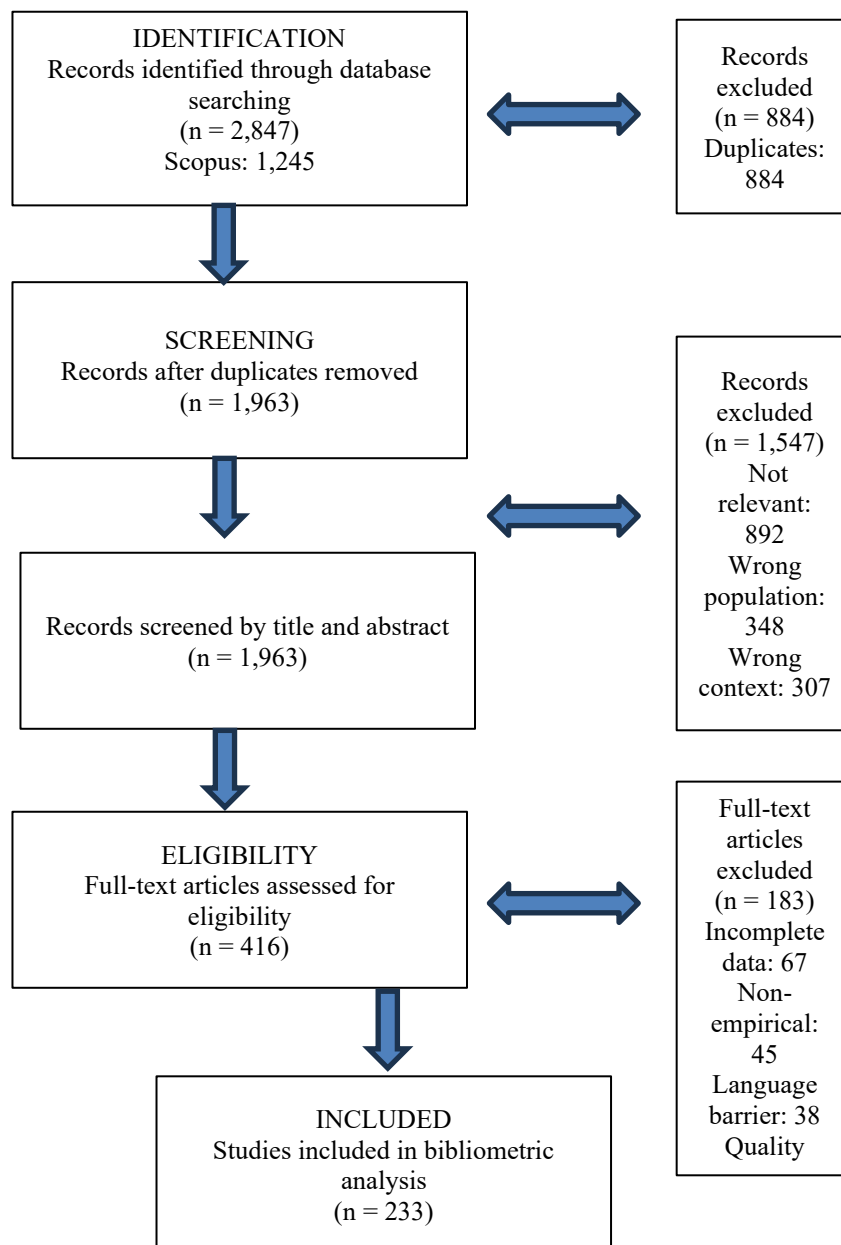 IDENTIFICATION
Records identified through database
searching
(n = 2,847)
Scopus: 1,245
Records
excluded
(n = 884)
Duplicates:
884
SCREENING
Records after duplicates removed
(n = 1,963)
Records
excluded
(n = 1,547)
Not
relevant:
892
Wrong
population:
348
Wrong
context: 307
Records screened by title and abstract
(n = 1,963)
ELIGIBILITY
Full-text articles assessed for
eligibility
(n = 416)
Full-text
articles
excluded
(n = 183)
Incomplete
data: 67
Non-
empirical:
45
Language
barrier: 38
Quality
INCLUDED
Studies included in bibliometric
analysis
(n = 233)